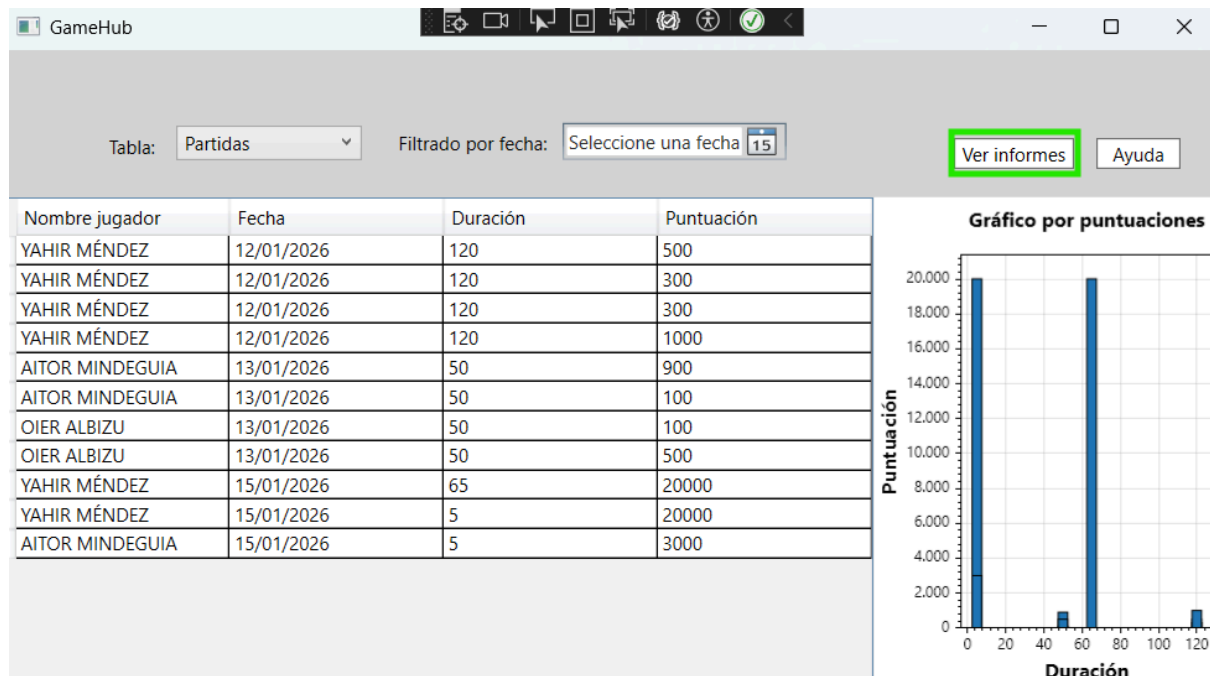 GameHub
Tabla: Partidas Filtrado por fecha: Seleccione una fecha 15 Ver informes Ayuda
Nombre jugador Fecha Duración Puntuación
YAHIR MÉNDEZ 12/01/2026 120 500
YAHIR MÉNDEZ 12/01/2026 120 300
YAHIR MÉNDEZ 12/01/2026 120 300
YAHIR MÉNDEZ 12/01/2026 120 1000
AITOR MINDEGUIA 13/01/2026 50 900
AITOR MINDEGUIA 13/01/2026 50 100
OIER ALBIZU 13/01/2026 50 100
OIER ALBIZU 13/01/2026 50 500
YAHIR MÉNDEZ 15/01/2026 65 20000
YAHIR MÉNDEZ 15/01/2026 5 20000
AITOR MINDEGUIA 15/01/2026 5 3000
Gráfico por puntuaciones
Puntuación
20.000
18.000
16.000
14.000
12.000
10.000
8.000
6.000
4.000
2.000
0
0 20 40 60 80 100 120
Duración